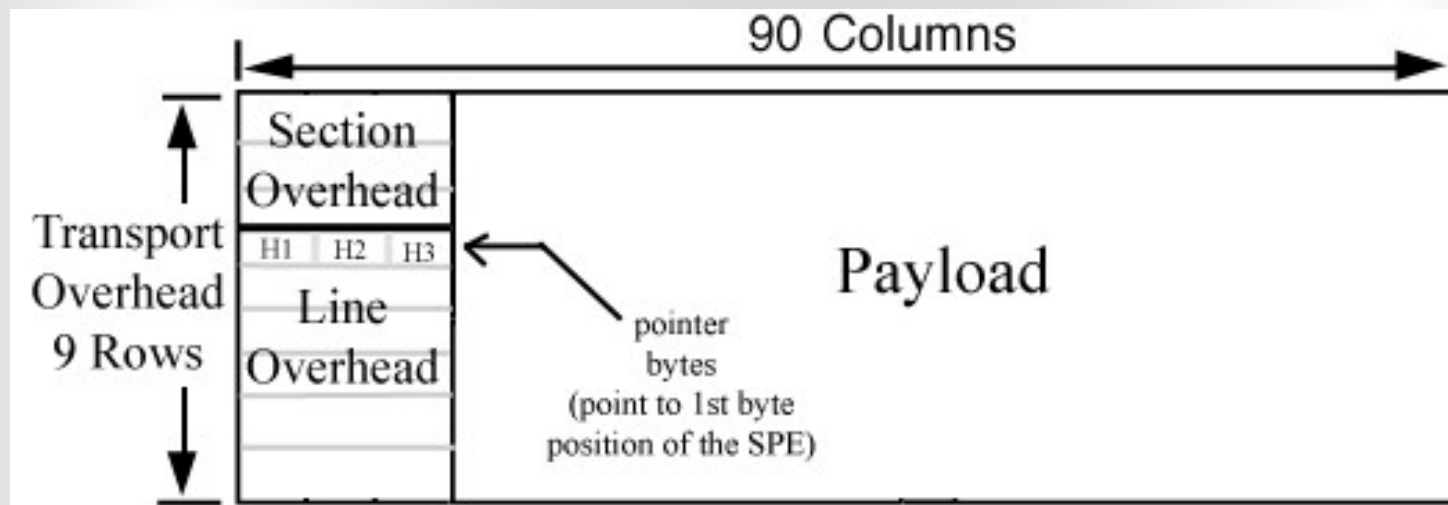 90 Columns
Section
Overhead
Transport
Overhead
9 Rows
H1 H2 H3
Line
Overhead
pointer
bytes
(point to 1st byte
position of the SPE)
Payload